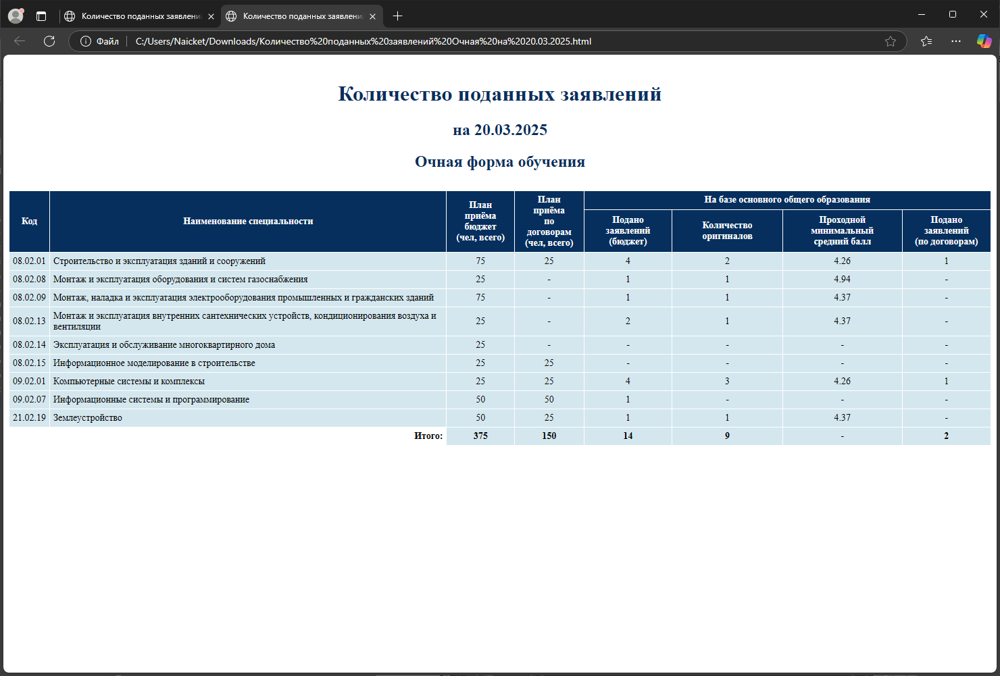 Количество поданных заявлени
Количество поданных заявлени
Файл
C:/Users/Naicket/Downloads/Количество%20поданных%20заявлений%20Очная%20на%2020.03.2025.html
Количество поданных заявлений
на 20.03.2025
Очная форма обучения
Код Наименование специальности План приёма бюджет (чел, всего) План приёма по договорам (чел, всего) На базе основного общего образования
Подано заявлений (бюджет) Количество оригиналов Проходной минимальный средний балл Подано заявлений (по договорам)
08.02.01 Строительство и эксплуатация зданий и сооружений 75 25 4 2 4.26 1
08.02.08 Монтаж и эксплуатация оборудования и систем газоснабжения 25 - 1 1 4.94 -
08.02.09 Монтаж, наладка и эксплуатация электрооборудования промышленных и гражданских зданий 75 - 1 1 4.37 -
08.02.13 Монтаж и эксплуатация внутренних сантехнических устройств, кондиционирования воздуха и вентиляции 25 - 2 1 4.37 -
08.02.14 Эксплуатация и обслуживание многоквартирного дома 25 - - - - -
08.02.15 Информационное моделирование в строительстве 25 25 - - - -
09.02.01 Компьютерные системы и комплексы 25 25 4 3 4.26 1
09.02.07 Информационные системы и программирование 50 50 1 - - -
21.02.19 Землеустройство 50 25 1 1 4.37 -
Итого: 375 150 14 9 - 2